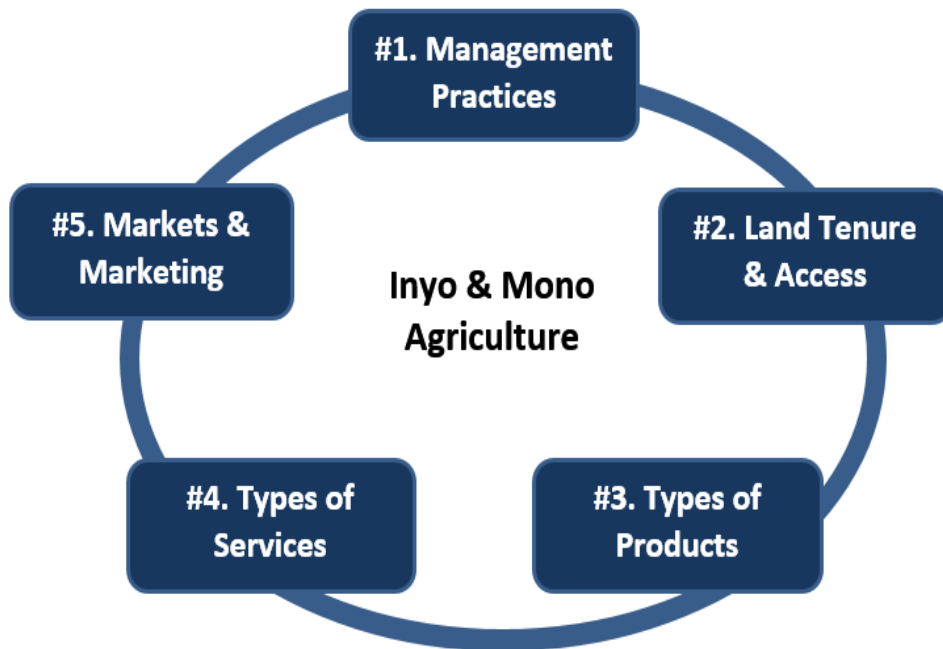 #1. Management
Practices
#2. Land Tenure
& Access
#3. Types of
Products
#4. Types of
Services
#5. Markets &
Marketing
Inyo & Mono
Agriculture